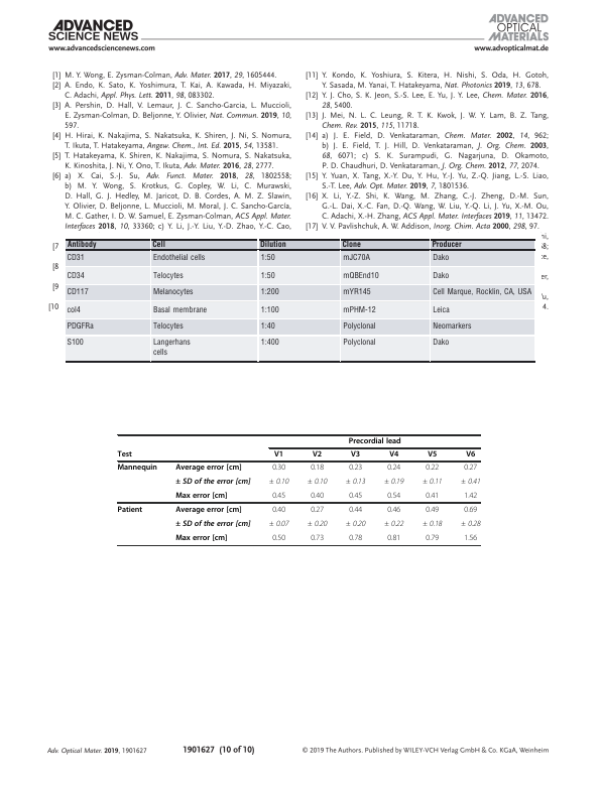 ADVANCED
SCIENCE NEWS
www.advancedsciencenews.com
ADVANCED
OPTICAL
MATERIALS
www.advopticalmat.de
[1] M. Y. Wong, E. Zysman-Colman, Adv. Mater. 2017, 29, 1605444.
[2] A. Endo, K. Sato, K. Yoshimura, T. Kai, A. Kawada, H. Miyazaki,
C. Adachi, Appl. Phys. Lett. 2011, 98, 083302.
[3] A. Pershin, D. Hall, V. Lemaur, J. C. Sancho-Garcia, L. Muccioli,
E. Zysman-Colman, D. Beljonne, Y. Olivier, Nat. Commun. 2019, 10,
597.
[4] H. Hirai, K. Nakajima, S. Nakatsuka, K. Shiren, J. Ni, S. Nomura,
T. Ikuta, T. Hatakeyama, Angew. Chem., Int. Ed. 2015, 54, 13581.
[5] T. Hatakeyama, K. Shiren, K. Nakajima, S. Nomura, S. Nakatsuka,
K. Kinoshita, J. Ni, Y. Ono, T. Ikuta, Adv. Mater. 2016, 28, 2777.
[6] a) X. Cai, S.-J. Su, Adv. Funct. Mater. 2018, 28, 1802558;
b) M. Y. Wong, S. Krotkus, G. Copley, W. Li, C. Murawski,
D. Hall, G. J. Hedley, M. Jaricot, D. B. Cordes, A. M. Z. Slawin,
Y. Olivier, D. Beljonne, L. Muccioli, M. Moral, J. C. Sancho-Garcia,
M. C. Gather, I. D. W. Samuel, E. Zysman-Colman, ACS Appl. Mater.
Interfaces 2018, 10, 33360; c) Y. Li, J.-Y. Liu, Y.-D. Zhao, Y.-C. Cao,
[7
[8
[9
[10
[11] Y. Kondo, K. Yoshiura, S. Kitera, H. Nishi, S. Oda, H. Gotoh,
Y. Sasada, M. Yanai, T. Hatakeyama, Nat. Photonics 2019, 13, 678.
[12] Y. J. Cho, S. K. Jeon, S.-S. Lee, E. Yu, J. Y. Lee, Chem. Mater. 2016,
28, 5400.
[13] J. Mei, N. L. C. Leung, R. T. K. Kwok, J. W. Y. Lam, B. Z. Tang,
Chem. Rev. 2015, 115, 11718.
[14] a) J. E. Field, D. Venkataraman, Chem. Mater. 2002, 14, 962;
b) J. E. Field, T. J. Hill, D. Venkataraman, J. Org. Chem. 2003,
68, 6071; c) S. K. Surampudi, G. Nagarjuna, D. Okamoto,
P. D. Chaudhuri, D. Venkataraman, J. Org. Chem. 2012, 77, 2074.
[15] Y. Yuan, X. Tang, X.-Y. Du, Y. Hu, Y.-J. Yu, Z.-Q. Jiang, L.-S. Liao,
S.-T. Lee, Adv. Opt. Mater. 2019, 7, 1801536.
[16] X. Li, Y.-Z. Shi, K. Wang, M. Zhang, C.-J. Zheng, D.-M. Sun,
G.-L. Dai, X.-C. Fan, D.-Q. Wang, W. Liu, Y.-Q. Li, J. Yu, X.-M. Ou,
C. Adachi, X.-H. Zhang, ACS Appl. Mater. Interfaces 2019, 11, 13472.
[17] V. V. Pavlishchuk, A. W. Addison, Inorg. Chim. Acta 2000, 298, 97.
Antibody Cell Dilution Clone Producer
CD31 Endothelial cells 1:50 mJC70A Dako
CD34 Telocytes 1:50 mQBEnd10 Dako
CD117 Melanocytes 1:200 mYR145 Cell Marque, Rocklin, CA, USA
col4 Basal membrane 1:100 mPHM-12 Leica
PDGFRa Telocytes 1:40 Polyclonal Neomarkers
S100 Langerhans 1:400 Polyclonal Dako
cells
Precordial lead
Test V1 V2 V3 V4 V5 V6
Mannequin Average error [cm] 0.30 0.18 0.23 0.24 0.22 0.27
± SD of the error [cm] ± 0.10 ± 0.10 ± 0.13 ± 0.19 ± 0.11 ± 0.41
Max error [cm] 0.45 0.40 0.45 0.54 0.41 1.42
Patient Average error [cm] 0.40 0.27 0.44 0.46 0.49 0.69
± SD of the error [cm] ± 0.07 ± 0.20 ± 0.20 ± 0.22 ± 0.18 ± 0.28
Max error [cm] 0.50 0.73 0.78 0.81 0.79 1.56
Adv. Optical Mater. 2019, 1901627
1901627 (10 of 10)
© 2019 The Authors. Published by WILEY-VCH Verlag GmbH & Co. KGaA, Weinheim